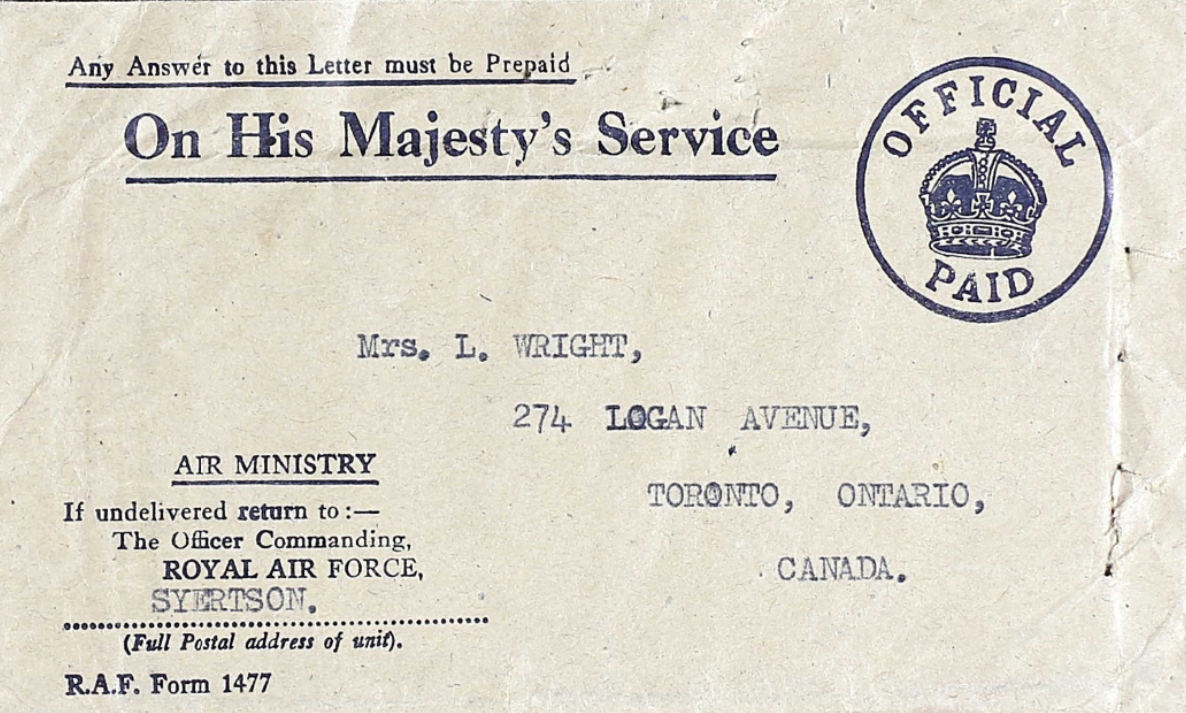 Any Answer to this Letter must be Prepaid
On His Majesty's Service
OFFICIAL
PAID
Mrs. L. WRIGHT,
274 LOGAN AVENUE,
TORONTO, ONTARIO,
CANADA.
AIR MINISTRY
If undelivered return to :—
The Officer Commanding,
ROYAL AIR FORCE,
SYERTSON.
(Full Postal address of unit).
R.A.F. Form 1477